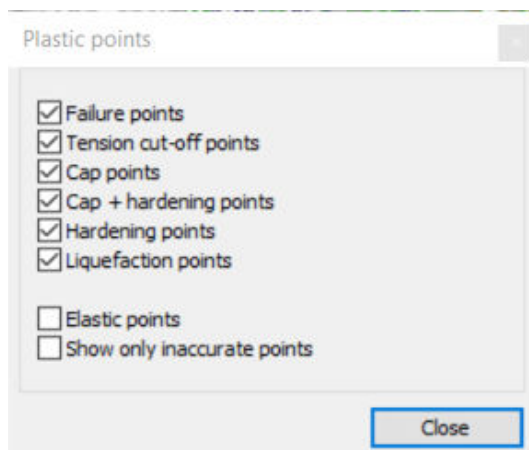 Plastic points
Failure points
Tension cut-off points
Cap points
Cap + hardening points
Hardening points
Liquefaction points
Elastic points
Show only inaccurate points
Close